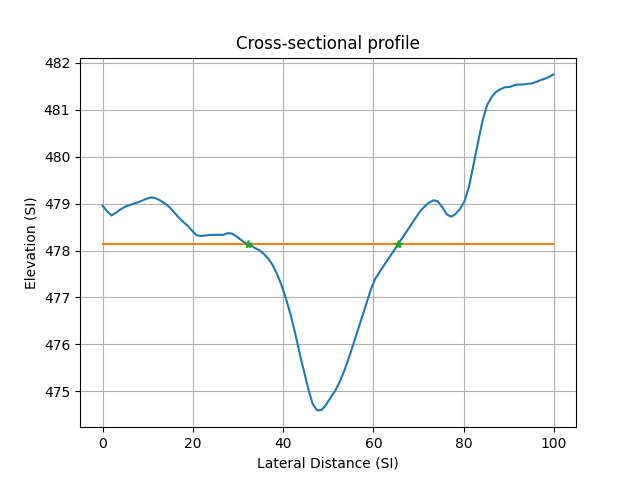 Cross-sectional profile
482
481
480
479
478
477
476
475
Elevation (SI)
0 20 40 60 80 100
Lateral Distance (SI)